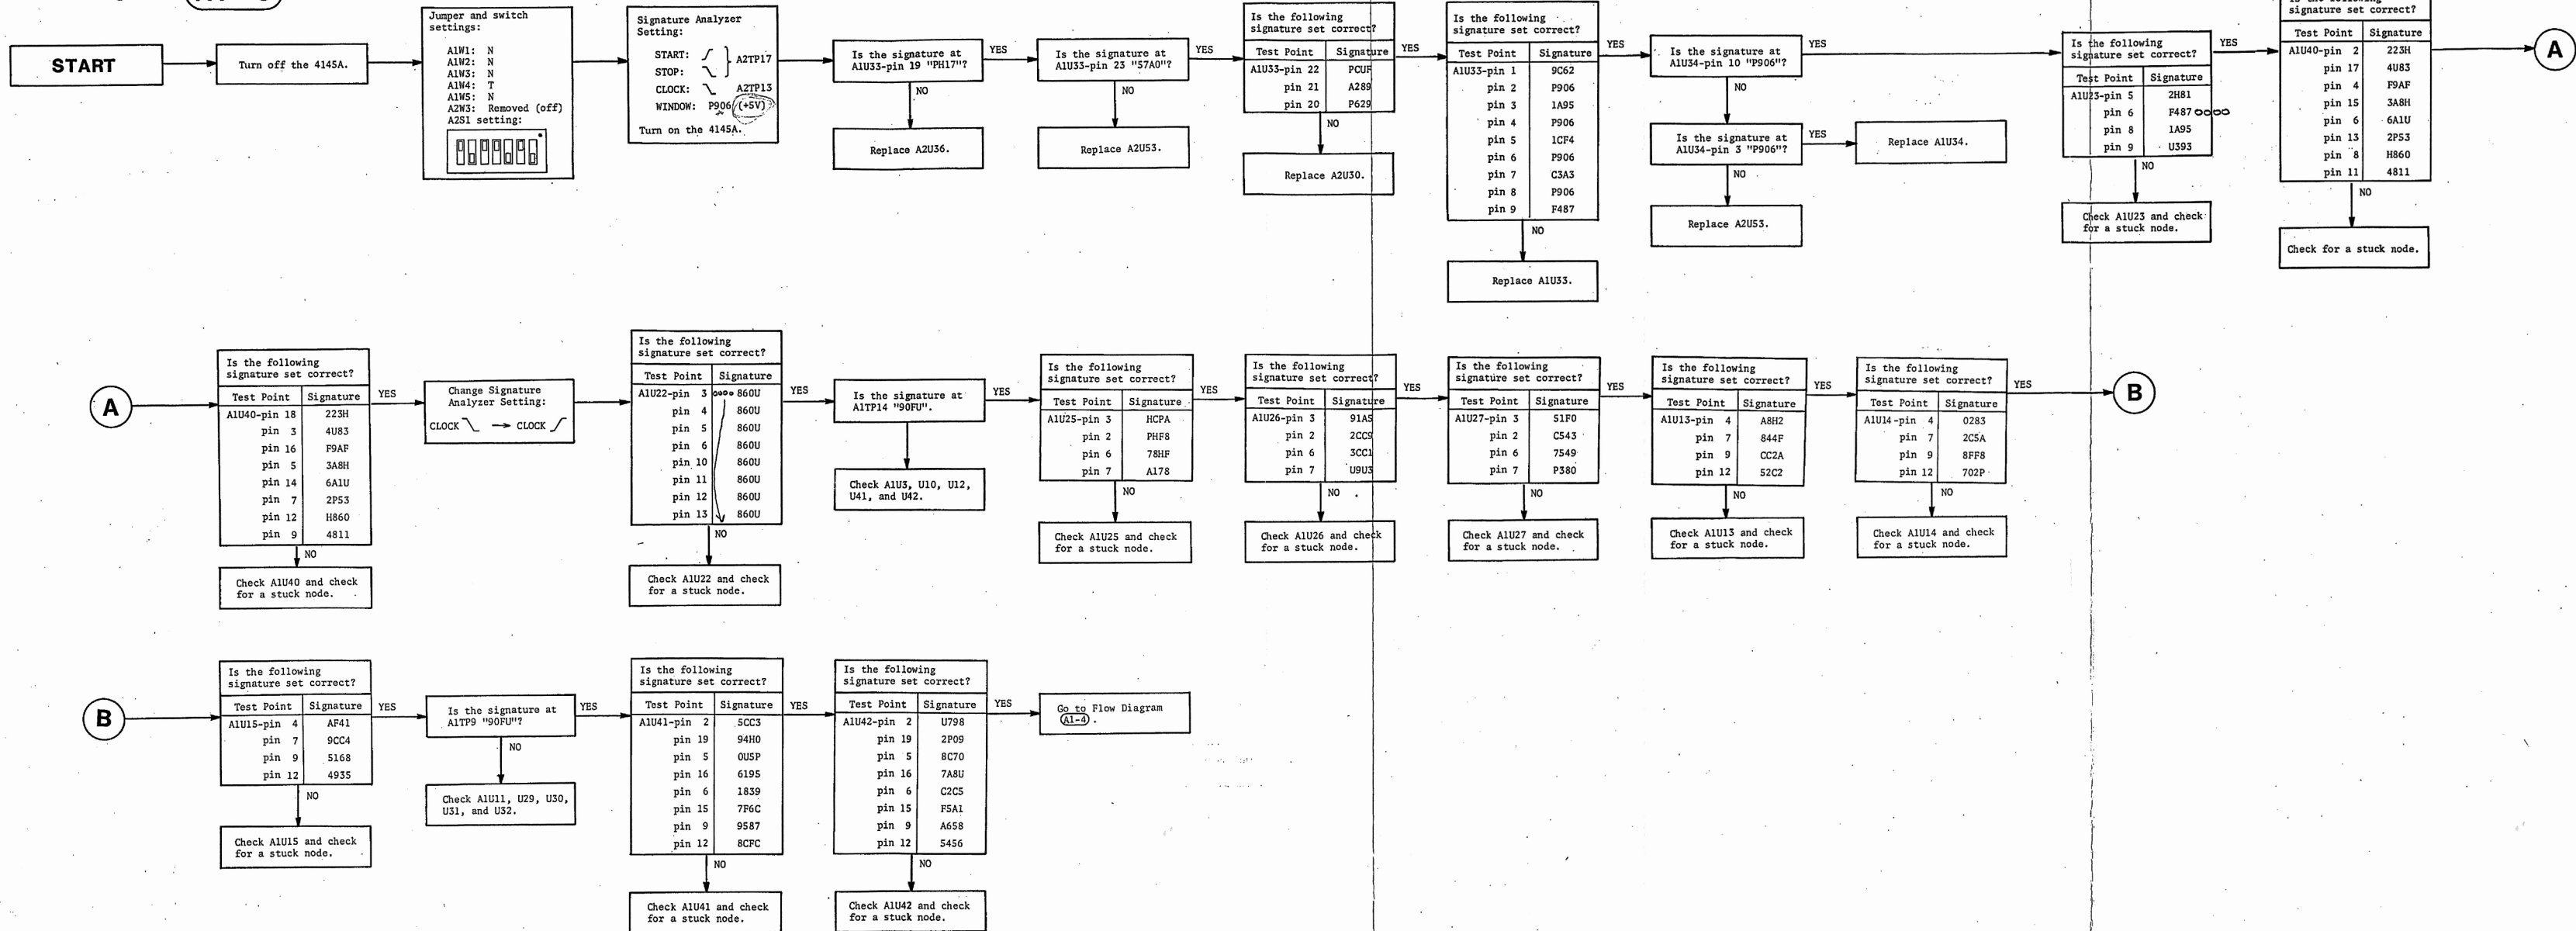 START
Turn off the 4145A.
Jumper and switch
settings:
A1W1: N
A1W2: N
A1W3: N
A1W4: T
A1W5: N
A2W3: Removed (off)
A2S1 setting:
Signature Analyzer
Setting:
START:
STOP:
A2TP17
CLOCK: A2TP13
WINDOW: P906 (+5V)
Turn on the 4145A.
Is the signature at
A1U33-pin 19 "PH17"?
YES
NO
Replace A2U36.
Is the signature at
A1U33-pin 23 "57A0"?
YES
NO
Replace A2U53.
Is the following
signature set correct?
Test Point Signature
A1U33-pin 22 PCUF
pin 21 A289
pin 20 P629
YES
NO
Replace A2U30.
Is the following
signature set correct?
Test Point Signature
A1U33-pin 1 9C62
pin 2 P906
pin 3 1A95
pin 4 P906
pin 5 1CF4
pin 6 P906
pin 7 C3A3
pin 8 P906
pin 9 F487
YES
NO
Replace A1U33.
Is the signature at
A1U34-pin 10 "P906"?
YES
NO
Is the signature at
A1U34-pin 3 "P906"?
YES
Replace A1U34.
NO
Replace A2U53.
Is the following
signature set correct?
Test Point Signature
A1U23-pin 5 2H81
pin 6 F487
pin 8 1A95
pin 9 U393
YES
NO
Check A1U23 and check
for a stuck node.
signature set correct?
Test Point Signature
A1U40-pin 2 223H
pin 17 4U83
pin 4 F9AF
pin 15 3A8H
pin 6 6A1U
pin 13 2P53
pin 8 H860
pin 11 4811
NO
Check for a stuck node.
A
A
Is the following
signature set correct?
Test Point Signature
A1U40-pin 18 223H
pin 3 4U83
pin 16 F9AF
pin 5 3A8H
pin 14 6A1U
pin 7 2P53
pin 12 H860
pin 9 4811
YES
NO
Check A1U40 and check
for a stuck node.
Change Signature
Analyzer Setting:
CLOCK → CLOCK
Is the following
signature set correct?
Test Point Signature
A1U22-pin 3 860U
pin 4 860U
pin 5 860U
pin 6 860U
pin 10 860U
pin 11 860U
pin 12 860U
pin 13 860U
YES
NO
Check A1U22 and check
for a stuck node.
Is the signature at
A1TP14 "90FU".
YES
Check A1U3, U10, U12,
U41, and U42.
Is the following
signature set correct?
Test Point Signature
A1U25-pin 3 HCPA
pin 2 PHF8
pin 6 78HF
pin 7 A178
YES
NO
Check A1U25 and check
for a stuck node.
Is the following
signature set correct?
Test Point Signature
A1U26-pin 3 91A5
pin 2 2CC9
pin 6 3CC1
pin 7 U9U3
YES
NO
Check A1U26 and check
for a stuck node.
Is the following
signature set correct?
Test Point Signature
A1U27-pin 3 51F0
pin 2 C543
pin 6 7549
pin 7 P380
YES
NO
Check A1U27 and check
for a stuck node.
Is the following
signature set correct?
Test Point Signature
A1U13-pin 4 A8H2
pin 7 844F
pin 9 CC2A
pin 12 52C2
YES
NO
Check A1U13 and check
for a stuck node.
Is the following
signature set correct?
Test Point Signature
A1U14-pin 4 0283
pin 7 2C5A
pin 9 8FF8
pin 12 702P
YES
NO
Check A1U14 and check
for a stuck node.
B
B
Is the following
signature set correct?
Test Point Signature
A1U15-pin 4 AF41
pin 7 9CC4
pin 9 5168
pin 12 4935
YES
NO
Check A1U15 and check
for a stuck node.
Is the signature at
A1TP9 "90FU"?
YES
NO
Check A1U11, U29, U30,
U31, and U32.
Is the following
signature set correct?
Test Point Signature
A1U41-pin 2 5CC3
pin 19 94H0
pin 5 0U5P
pin 16 6195
pin 6 1839
pin 15 7F6C
pin 9 9587
pin 12 8CFC
YES
NO
Check A1U41 and check
for a stuck node.
Is the following
signature set correct?
Test Point Signature
A1U42-pin 2 U798
pin 19 2P09
pin 5 8C70
pin 16 7A8U
pin 6 C2C5
pin 15 F5A1
pin 9 A658
pin 12 5456
YES
NO
Check A1U42 and check
for a stuck node.
Go to Flow Diagram
A1-4 .